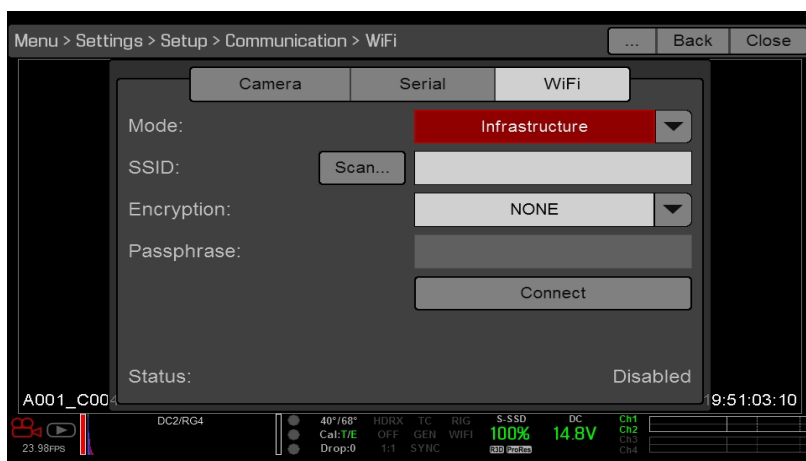 Menu > Settings > Setup > Communication > WiFi ... Back Close
Camera Serial WiFi
Mode: Infrastructure
SSID: Scan...
Encryption: NONE
Passphrase:
Connect
Status: Disabled
A001_C004 19:51:03:10
DC2/RG4 40°/68° HDRX TC RIG S-SSD DC Ch1
Cal:T/E OFF GEN WIFI 100% 14.8V Ch2
23.98FPS Drop:0 1:1 SYNC R3D ProRes Ch3
Ch4